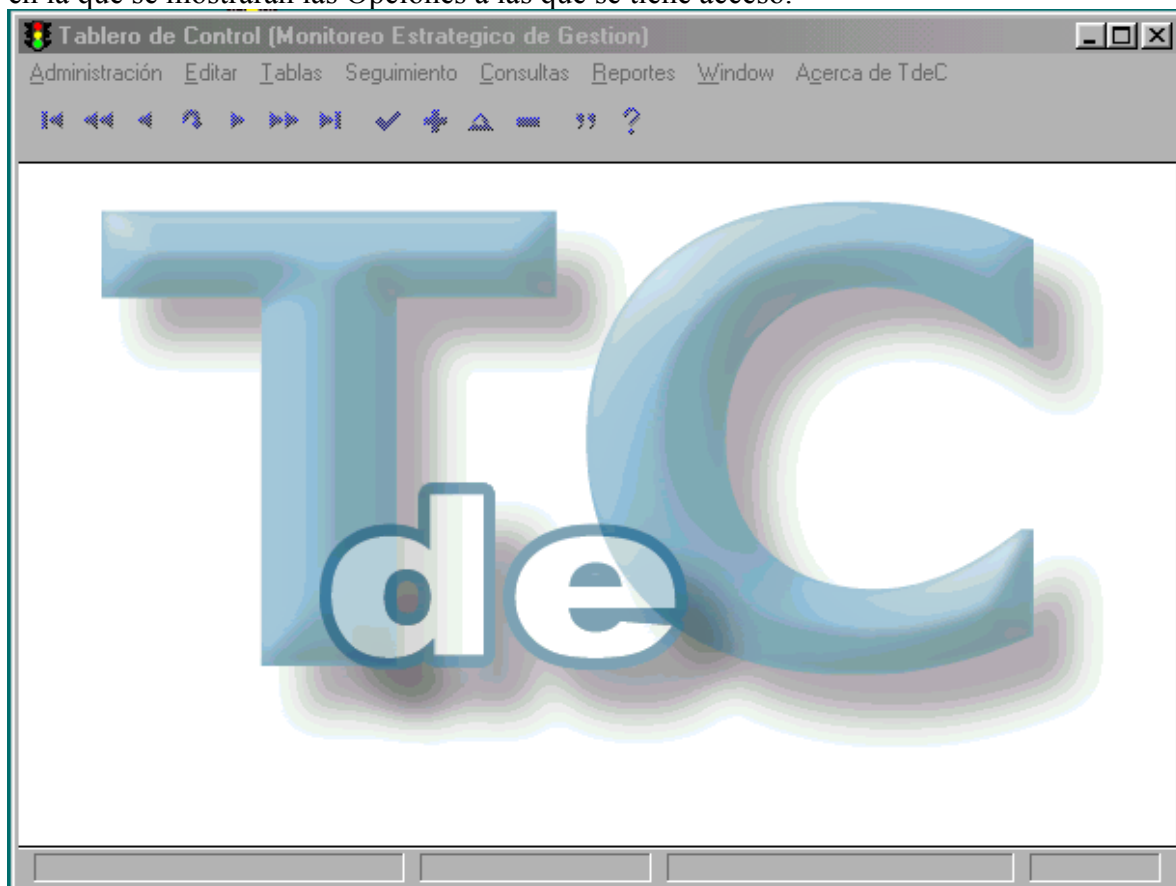 en la que se mostrarán las Opciones a las que se tiene acceso.
Tablero de Control (Monitoreo Estrategico de Gestion)
Administración Editar Tablas Seguimiento Consultas Reportes Window Acerca de TdeC
T de C